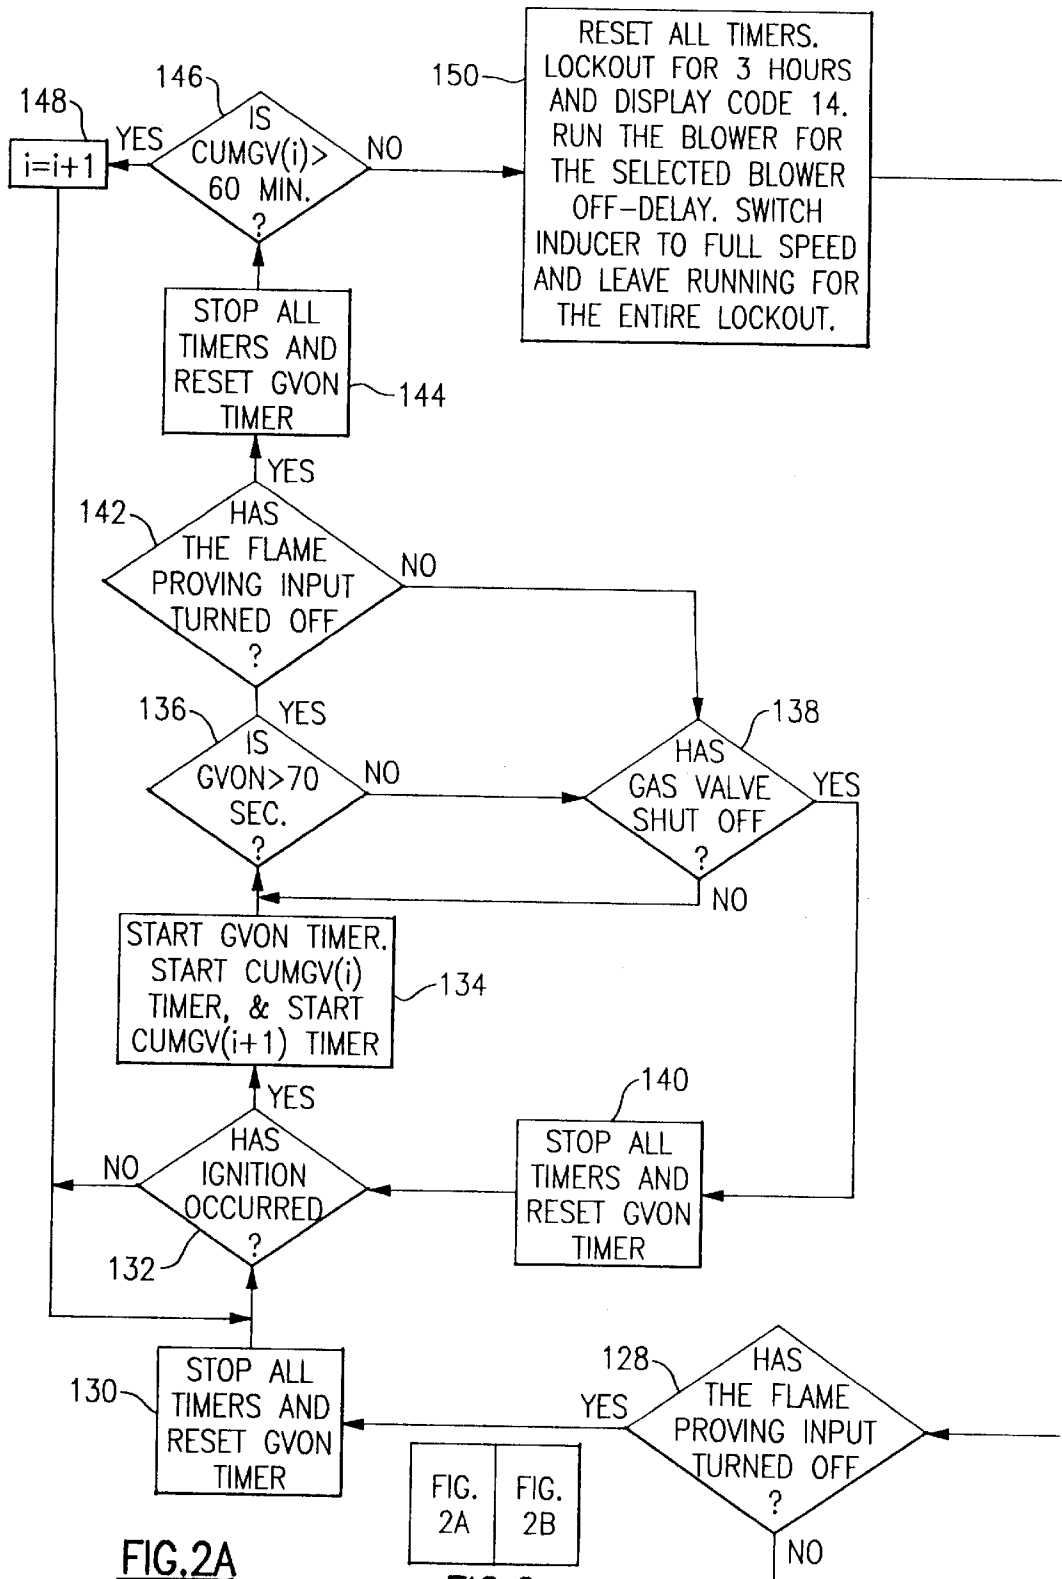 RESET ALL TIMERS.
LOCKOUT FOR 3 HOURS
AND DISPLAY CODE 14.
RUN THE BLOWER FOR
THE SELECTED BLOWER
OFF-DELAY. SWITCH
INDUCER TO FULL SPEED
AND LEAVE RUNNING FOR
THE ENTIRE LOCKOUT.
150
146
148
YES
i=i+1
IS
CUMGV(i)>
60 MIN.
?
NO
STOP ALL
TIMERS AND
RESET GVON
TIMER
144
YES
142
HAS
THE FLAME
PROVING INPUT
TURNED OFF
?
NO
136
YES
IS
GVON>70
SEC.
?
NO
138
HAS
GAS VALVE
SHUT OFF
?
YES
NO
START GVON TIMER.
START CUMGV(i)
TIMER, & START
CUMGV(i+1) TIMER
134
YES
140
STOP ALL
TIMERS AND
RESET GVON
TIMER
NO
HAS
IGNITION
OCCURRED
?
132
130
STOP ALL
TIMERS AND
RESET GVON
TIMER
128
YES
HAS
THE FLAME
PROVING INPUT
TURNED OFF
?
NO
FIG.
2A
FIG.
2B
FIG.2A